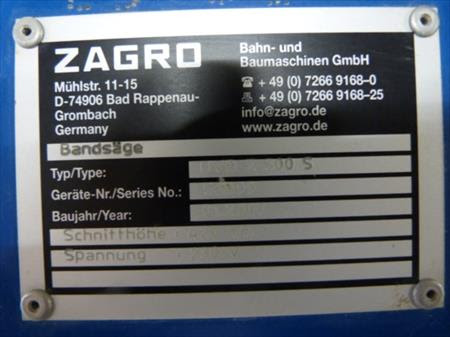 ZAGRO
Bahn- und
Baumaschinen GmbH
Mühlstr. 11-15
D-74906 Bad Rappenau-
Grombach
Germany
☎ + 49 (0) 7266 9168–0
+ 49 (0) 7266 9168–25
info@zagro.de
www.zagro.de
Bandsäge
Typ/Type:
Geräte-Nr./Series No.:
Baujahr/Year:
Schnitthöhe
Spannung